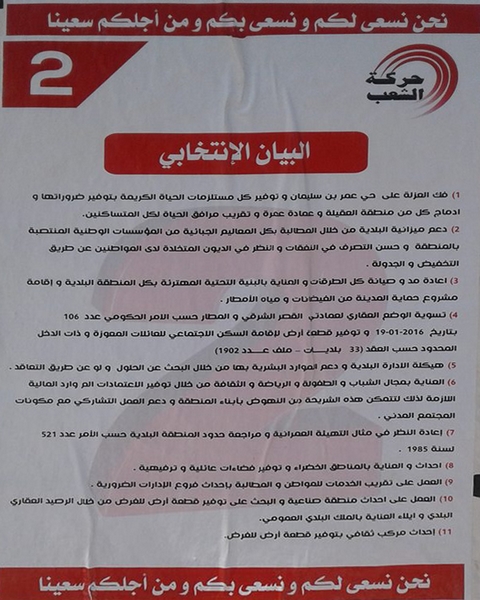 نحن نسعى لكم و نسعى بكم و من أجلكم سعينا
2
حركة
الشعب
البيان الإنتخابي
1) فك العزلة على حي عمر بن سليمان و توفير كل مستلزمات الحياة الكريمة بتوفير ضروراتها و
ادماج كل من منطقة العقيلة و عمادة عمرة و تقريب مرافق الحياة لكل المتساكنين.
2) دعم ميزانية البلدية من خلال المطالبة بكل المعاليم الجبائية من المؤسسات الوطنية المنتصبة
بالمنطقة و حسن التصرف في النفقات و النظر في الديون المتخلدة لدى المواطنين عن طريق
التخفيض و الجدولة .
3) اعادة مد و صيانة كل الطرقات و العناية بالبنية التحتية المهترئة بكل المنطقة البلدية و إقامة
مشروع حماية المدينة من الفيضانات و مياه الأمطار .
4) تسوية الوضع العقاري لعمادتي القصر الشرقي و المطار حسب الامر الحكومي عدد 106
بتاريخ 2016-01-19 و توفير قطعة أرض لإقامة السكن الاجتماعي للعائلات المعوزة و ذات الدخل
المحدود حسب العقد (33 بلديات - ملف عدد 1902)
5) هيكلة الادارة البلدية و دعم الموارد البشرية بها من خلال البحث عن الحلول و لو عن طريق التعاقد .
6) العناية بمجال الشباب و الطفولة و الرياضة و الثقافة من خلال توفير الاعتمادات الم وارد المالية
اللازمة لذلك لتتمكن هذه الشريحة من النهوض بأبناء المنطقة و دعم العمل التشاركي مع مكونات
المجتمع المدني .
7) إعادة النظر في مثال التهيئة العمرانية و مراجعة حدود المنطقة البلدية حسب الأمر عدد 521
لسنة 1985 .
8) احداث و العناية بالمناطق الخضراء و توفير فضاءات عائلية و ترفيهية .
9) العمل على تقريب الخدمات للمواطن و المطالبة بإحداث فروع الإدارات الضرورية .
10) العمل على احداث منطقة صناعية و البحث على توفير قطعة أرض للغرض من خلال الرصيد العقاري
البلدي و ايلاء العناية بالملك البلدي العمومي.
11) إحداث مركب ثقافي بتوفير قطعة أرض للغرض.
نحن نسعى لكم و نسعى بكم و من أجلكم سعينا